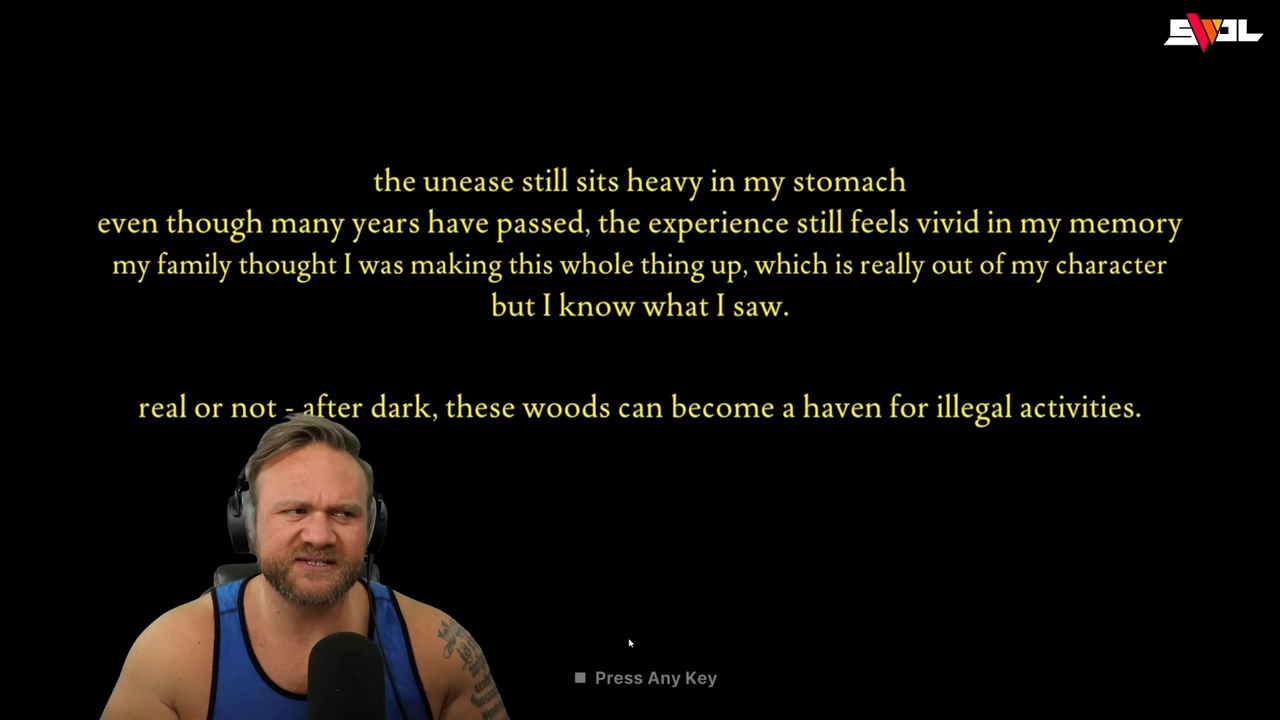 SWOL
the unease still sits heavy in my stomach
even though many years have passed, the experience still feels vivid in my memory
my family thought I was making this whole thing up, which is really out of my character
but I know what I saw.
real or not - after dark, these woods can become a haven for illegal activities.
Press Any Key